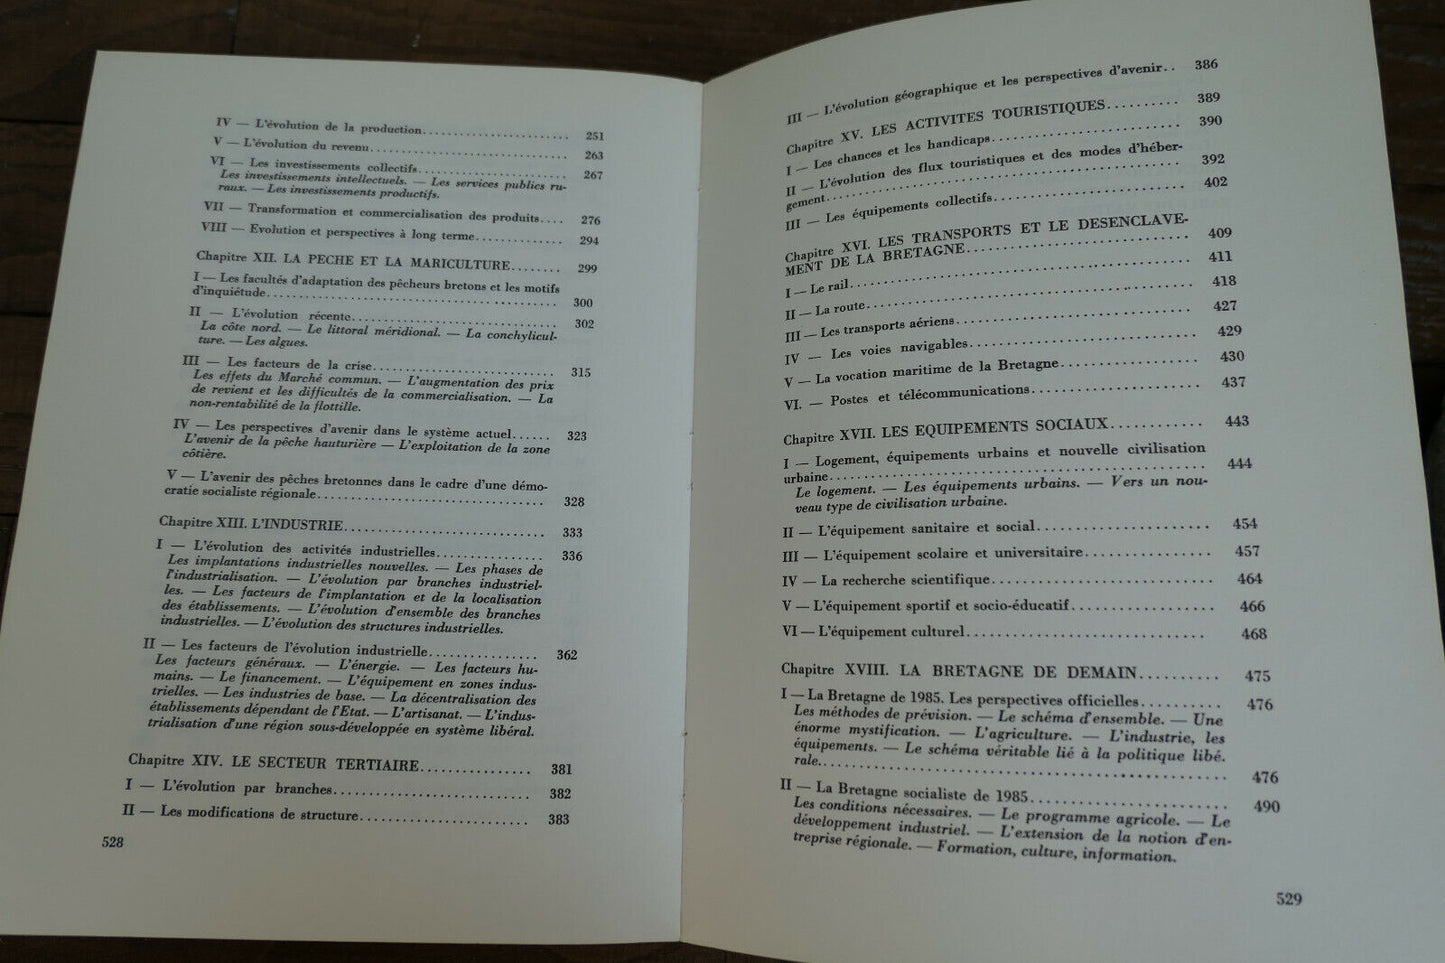 IV — L'évolution de la production........................ 251
V — L'évolution du revenu................................ 263
VI — Les investissements collectifs........................ 267
Les investissements intellectuels. — Les services publics ru-
raux. — Les investissements productifs.
VII — Transformation et commercialisation des produits.... 276
VIII — Evolution et perspectives à long terme.............. 294
Chapitre XII. LA PECHE ET LA MARICULTURE........ 299
I — Les facultés d'adaptation des pêcheurs bretons et les motifs
d'inquiétude................................................ 300
II — L'évolution récente.................................. 302
La côte nord. — Le littoral méridional. — La conchylicul-
ture. — Les algues.
III — Les facteurs de la crise............................ 315
Les effets du Marché commun. — L'augmentation des prix
de revient et les difficultés de la commercialisation. — La
non-rentabilité de la flottille.
IV — Les perspectives d'avenir dans le système actuel...... 323
L'avenir de la pêche hauturière — L'exploitation de la zone
côtière.
V — L'avenir des pêches bretonnes dans le cadre d'une démo-
cratie socialiste régionale................................ 328
Chapitre XIII. L'INDUSTRIE.............................. 333
I — L'évolution des activités industrielles................ 336
Les implantations industrielles nouvelles. — Les phases de
l'industrialisation. — L'évolution par branches industriel-
les. — Les facteurs de l'implantation et de la localisation
des établissements. — L'évolution d'ensemble des branches
industrielles. — L'évolution des structures industrielles.
II — Les facteurs de l'évolution industrielle................ 362
Les facteurs généraux. — L'énergie. — Les facteurs hu-
mains. — Le financement. — L'équipement en zones indus-
trielles. — Les industries de base. — La décentralisation des
établissements dépendant de l'Etat. — L'artisanat. — L'indus-
trialisation d'une région sous-développée en système libéral.
Chapitre XIV. LE SECTEUR TERTIAIRE................ 381
I — L'évolution par branches............................ 382
II — Les modifications de structure........................ 383
528
III — L'évolution géographique et les perspectives d'avenir.. 386
Chapitre XV. LES ACTIVITES TOURISTIQUES.......... 389
I — Les chances et les handicaps.......................... 390
II — L'évolution des flux touristiques et des modes d'héber-
gement.................................................... 392
III — Les équipements collectifs.......................... 402
Chapitre XVI. LES TRANSPORTS ET LE DESENCLAVE-
MENT DE LA BRETAGNE.............................. 409
I — Le rail.............................................. 411
II — La route............................................ 418
III — Les transports aériens.............................. 427
IV — Les voies navigables................................ 429
V — La vocation maritime de la Bretagne.................. 430
VI. — Postes et télécommunications........................ 437
Chapitre XVII. LES EQUIPEMENTS SOCIAUX............ 443
I — Logement, équipements urbains et nouvelle civilisation
urbaine.................................................... 444
Le logement. — Les équipements urbains. — Vers un nou-
veau type de civilisation urbaine.
II — L'équipement sanitaire et social...................... 454
III — L'équipement scolaire et universitaire................ 457
IV — La recherche scientifique............................ 464
V — L'équipement sportif et socio-éducatif.................. 466
VI — L'équipement culturel................................ 468
Chapitre XVIII. LA BRETAGNE DE DEMAIN.......... 475
I — La Bretagne de 1985. Les perspectives officielles.......... 476
Les méthodes de prévision. — Le schéma d'ensemble. — Une
énorme mystification. — L'agriculture. — L'industrie, les
équipements. — Le schéma véritable lié à la politique libé.
rale........................................................ 476
II — La Bretagne socialiste de 1985........................ 490
Les conditions nécessaires. — Le programme agricole. — Le
développement industriel. — L'extension de la notion d'en-
treprise régionale. — Formation, culture, information.
529